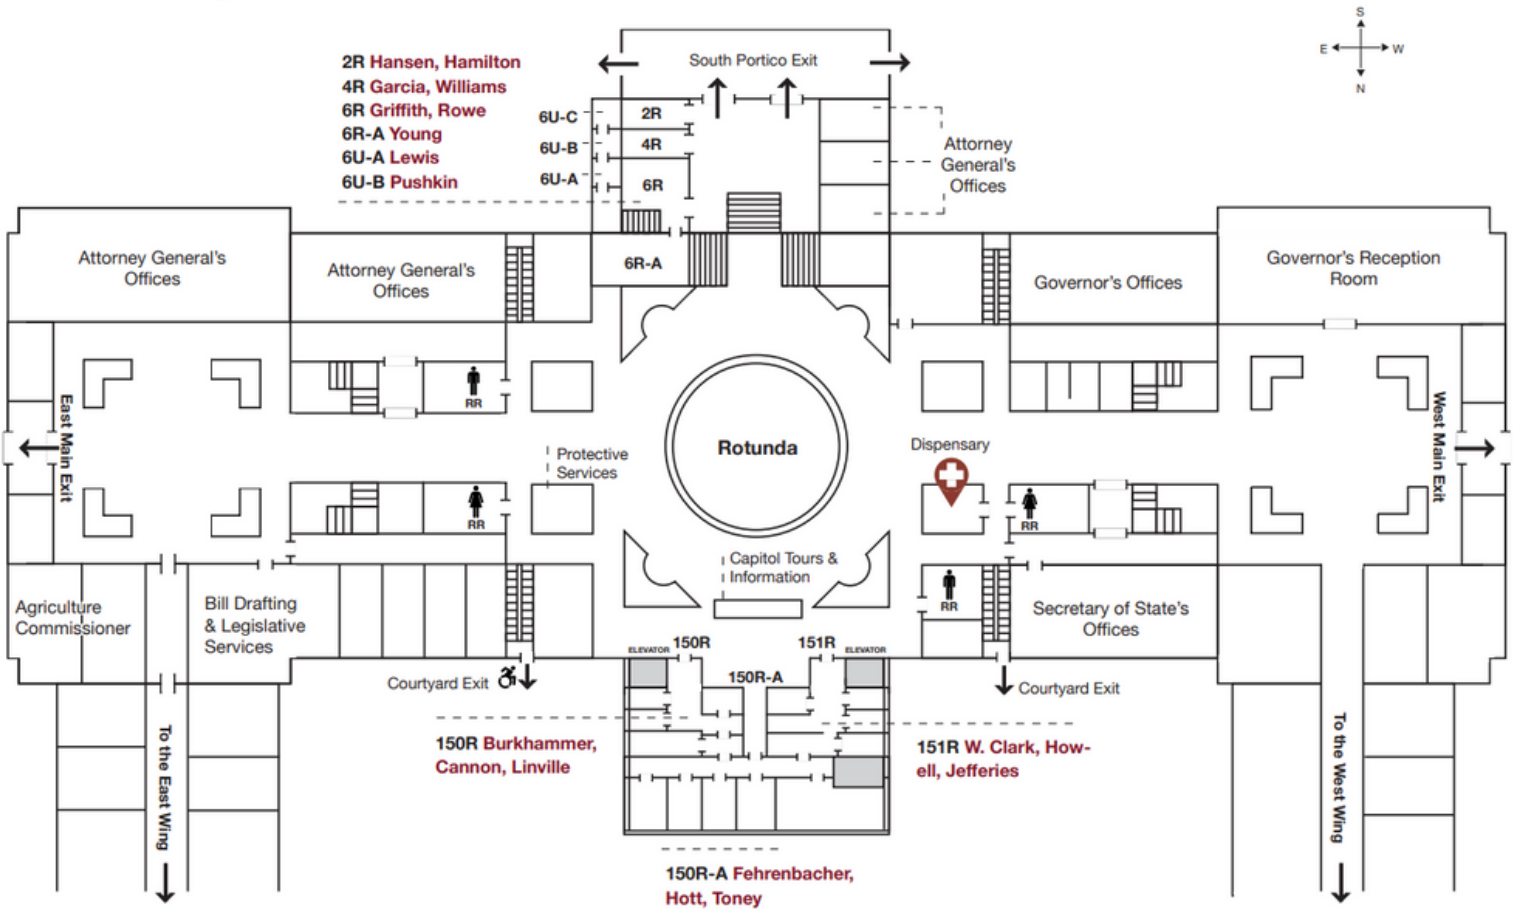 S
E
W
N
South Portico Exit
2R Hansen, Hamilton
4R Garcia, Williams
6R Griffith, Rowe
6R-A Young
6U-A Lewis
6U-B Pushkin
6U-C
2R
6U-B
4R
6U-A
6R
Attorney
General's
Offices
Attorney General's
Offices
Attorney General's
Offices
6R-A
Governor's Offices
Governor's Reception
Room
RR
East Main Exit
Protective
Services
Rotunda
Dispensary
West Main Exit
RR
RR
Capitol Tours &
Information
Agriculture
Commissioner
Bill Drafting
& Legislative
Services
RR
Secretary of State's
Offices
ELEVATOR
150R
151R
ELEVATOR
150R-A
Courtyard Exit
Courtyard Exit
To the East Wing
150R Burkhammer,
Cannon, Linville
151R W. Clark, How-
ell, Jefferies
To the West Wing
150R-A Fehrenbacher,
Hott, Toney